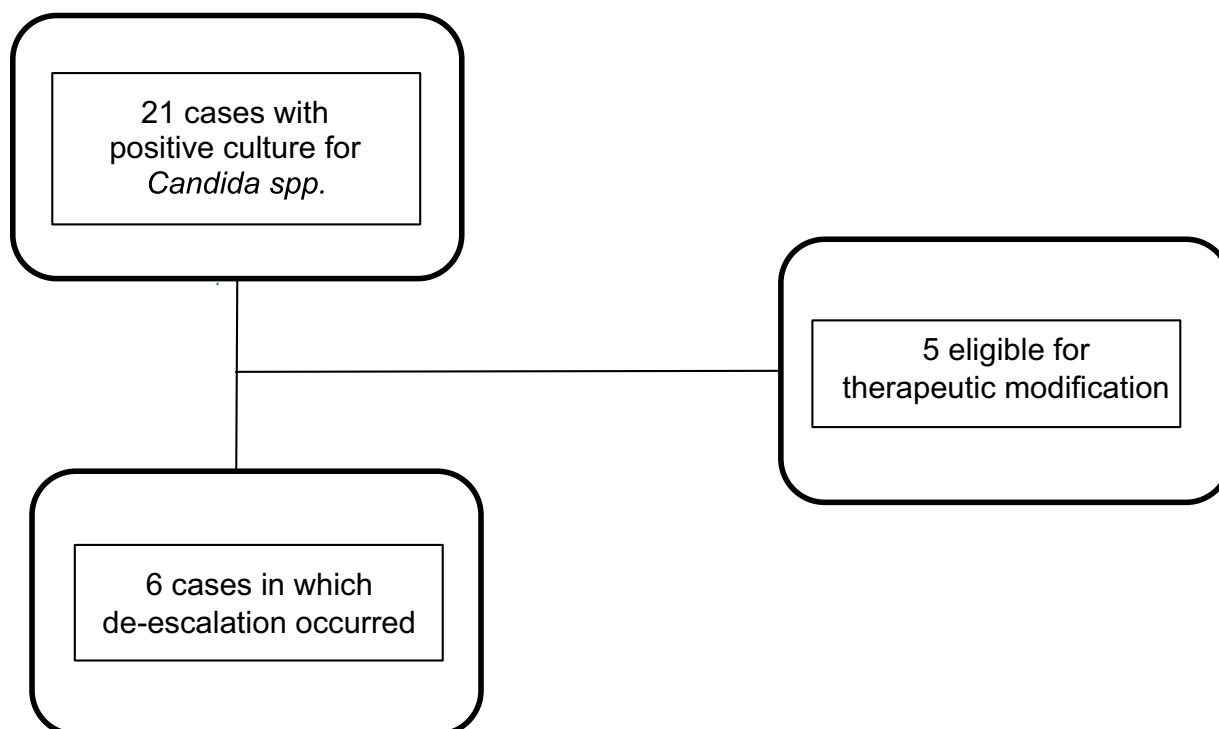 21 cases with
positive culture for
Candida spp.
5 eligible for
therapeutic modification
6 cases in which
de-escalation occurred